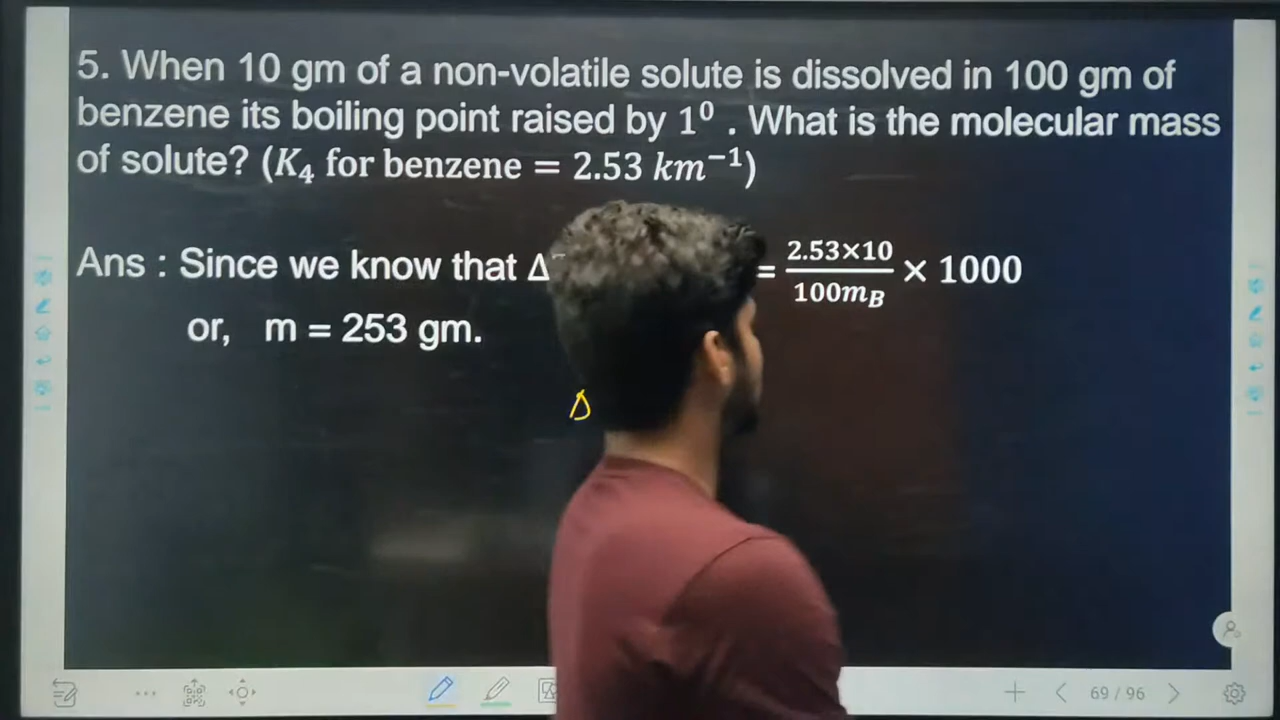 5. When 10 gm of a non-volatile solute is dissolved in 100 gm of
benzene its boiling point raised by 1⁰ . What is the molecular mass
of solute? (K₄ for benzene = 2.53 km⁻¹)
Ans : Since we know that Δ = 2.53×10/100m_B × 1000
or, m = 253 gm.
Δ
69 / 96